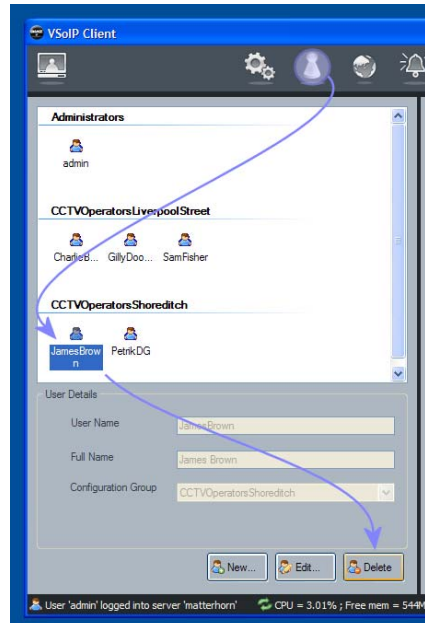 VSoIP Client
Administrators
admin
CCTVOperatorsLiverpoolStreet
CharlieB... GillyDoo... SamFisher
CCTVOperatorsShoreditch
JamesBrow
n
PetrikDG
User Details
User Name JamesBrown
Full Name James Brown
Configuration Group CCTVOperatorsShoreditch
New... Edit... Delete
User 'admin' logged into server 'matterhorn' CPU = 3.01% ; Free mem = 544M